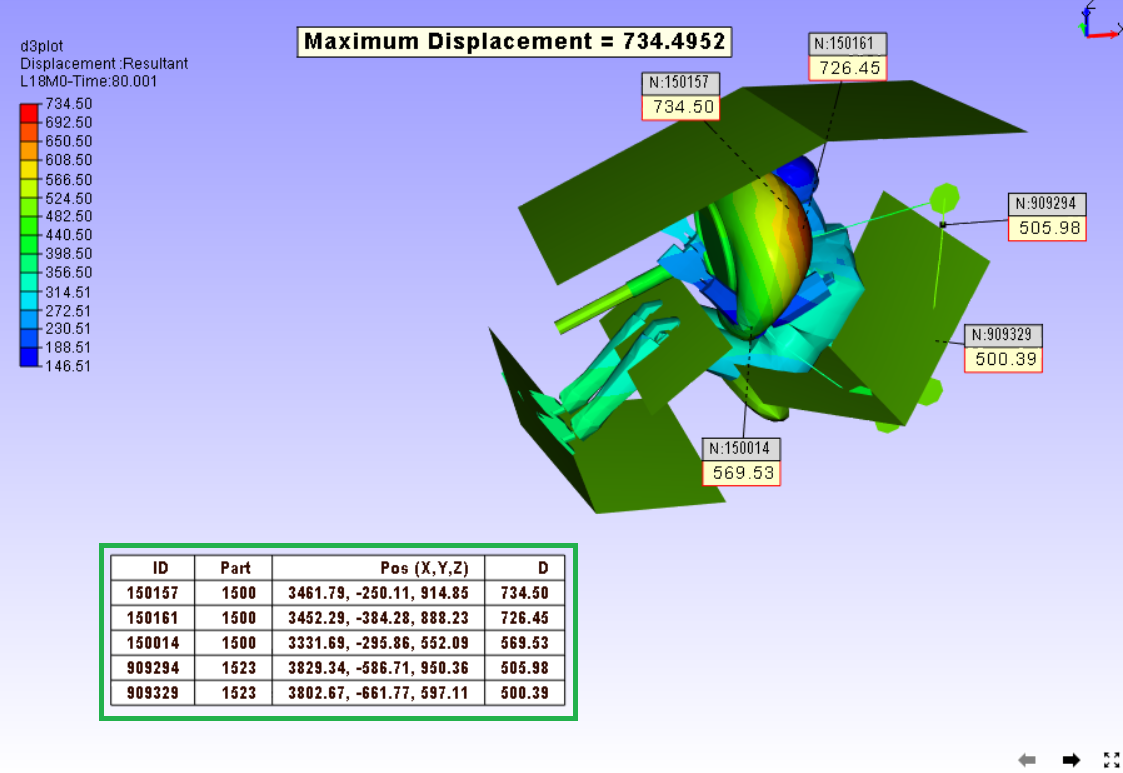 Maximum Displacement = 734.4952
d3plot
Displacement :Resultant
L18M0-Time:80.001
734.50
692.50
650.50
608.50
566.50
524.50
482.50
440.50
398.50
356.50
314.51
272.51
230.51
188.51
146.51
N:150161
726.45
N:150157
734.50
N:909294
505.98
N:909329
500.39
N:150014
569.53
ID Part Pos (X,Y,Z) D
150157 1500 3461.79, -250.11, 914.85 734.50
150161 1500 3452.29, -384.28, 888.23 726.45
150014 1500 3331.69, -295.86, 552.09 569.53
909294 1523 3829.34, -586.71, 950.36 505.98
909329 1523 3802.67, -661.77, 597.11 500.39